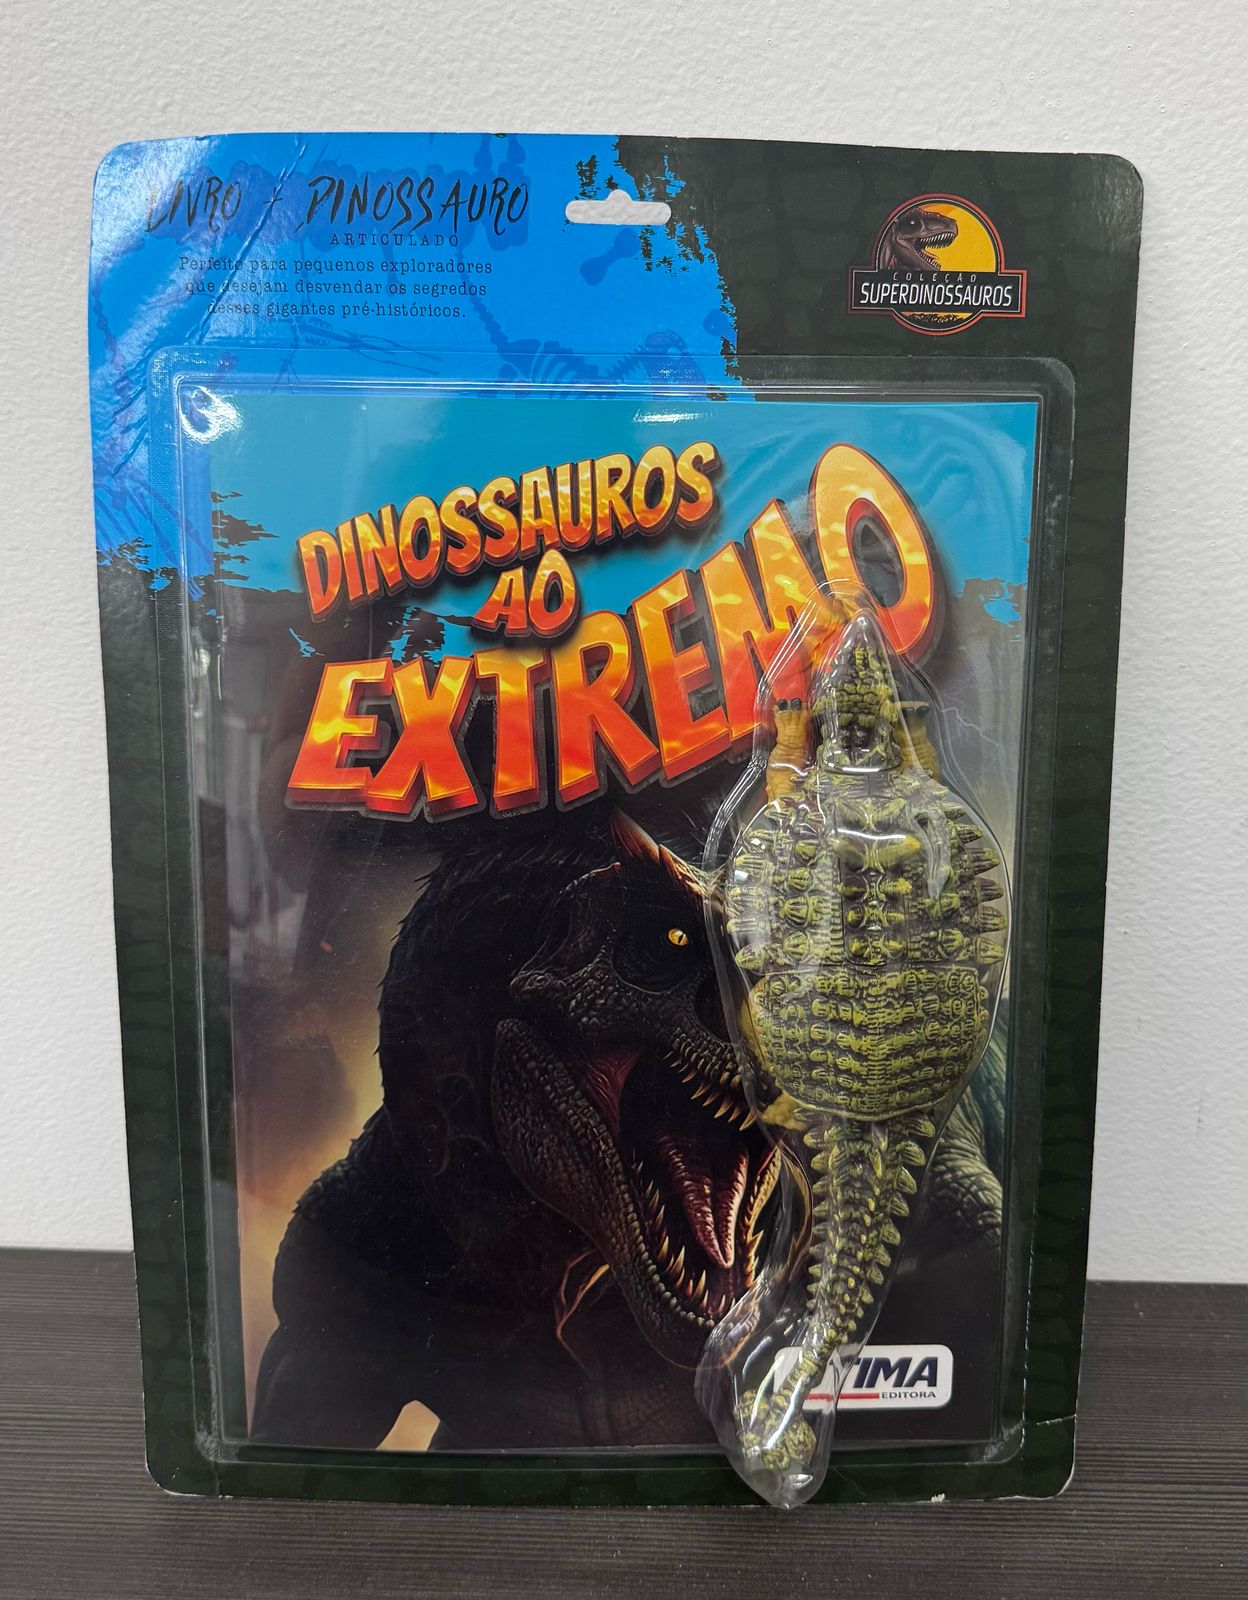 LIVRO + DINOSSAURO
ARTICULADO
Perfeito para pequenos exploradores
que desejam desvendar os segredos
desses gigantes pré-históricos.
COLEÇÃO
SUPERDINOSSAUROS
DINOSSAUROS
AO
EXTREMO
EDITORA